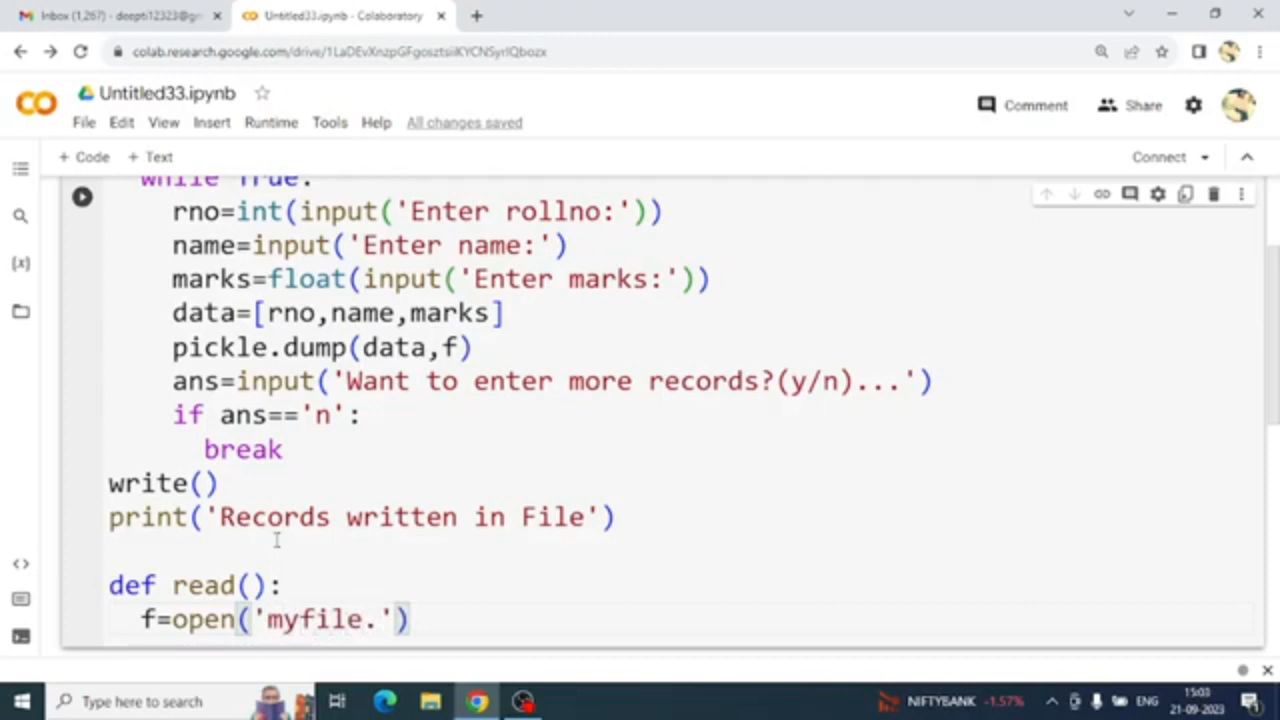 Inbox (1,267) - deepti12323@gm
Untitled33.ipynb - Colaboratory
colab.research.google.com/drive/1LaDEvXnzpGFgosztsiiKYCNSyrIQbozx
Untitled33.ipynb
Comment
Share
File Edit View Insert Runtime Tools Help All changes saved
+ Code + Text
Connect
while True:
rno=int(input('Enter rollno:'))
name=input('Enter name:')
marks=float(input('Enter marks:'))
data=[rno,name,marks]
pickle.dump(data,f)
ans=input('Want to enter more records?(y/n)...')
if ans=='n':
break
write()
print('Records written in File')
def read():
f=open('myfile.')
Type here to search
NIFTYBANK -1.57%
ENG
15:03
21-09-2023